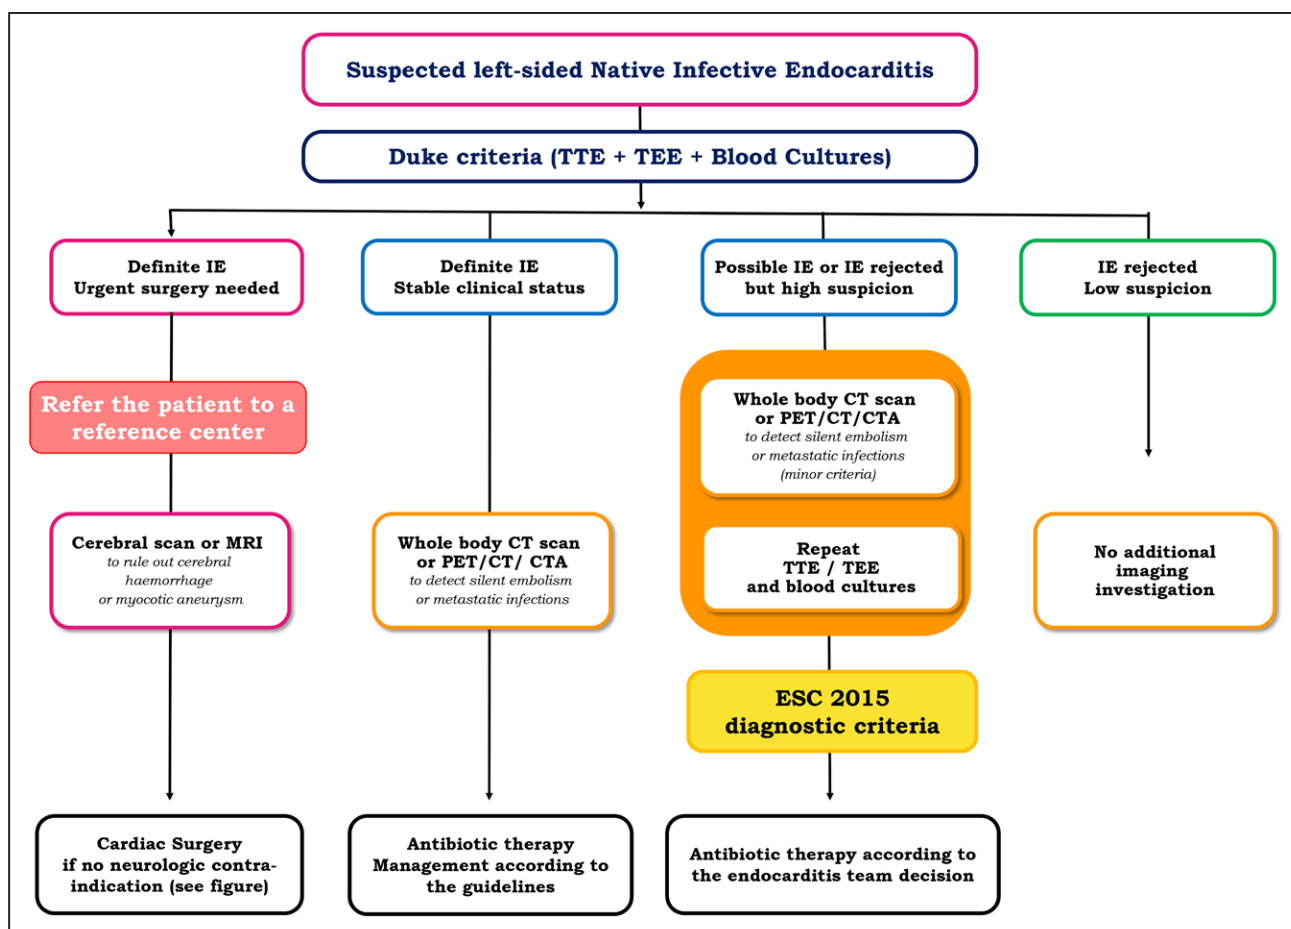 Suspected left-sided Native Infective Endocarditis
Duke criteria (TTE + TEE + Blood Cultures)
Definite IE
Urgent surgery needed
Definite IE
Stable clinical status
Possible IE or IE rejected
but high suspicion
IE rejected
Low suspicion
Refer the patient to a
reference center
Whole body CT scan
or PET/CT/CTA
to detect silent embolism
or metastatic infections
(minor criteria)
Cerebral scan or MRI
to rule out cerebral
haemorrhage
or myocotic aneurysm
Whole body CT scan
or PET/CT/ CTA
to detect silent embolism
or metastatic infections
Repeat
TTE / TEE
and blood cultures
No additional
imaging
investigation
ESC 2015
diagnostic criteria
Cardiac Surgery
if no neurologic contra-
indication (see figure)
Antibiotic therapy
Management according to
the guidelines
Antibiotic therapy according to
the endocarditis team decision